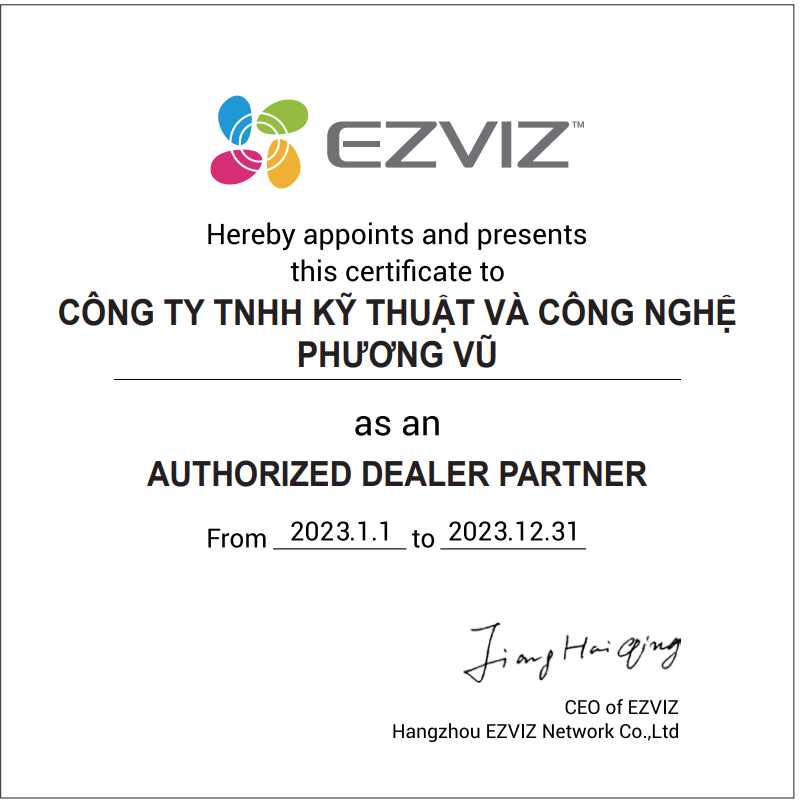 EZVIZ™
Hereby appoints and presents
this certificate to
CÔNG TY TNHH KỸ THUẬT VÀ CÔNG NGHỆ
PHƯƠNG VŨ
as an
AUTHORIZED DEALER PARTNER
From 2023.1.1 to 2023.12.31
Jiang Hai Qing
CEO of EZVIZ
Hangzhou EZVIZ Network Co.,Ltd